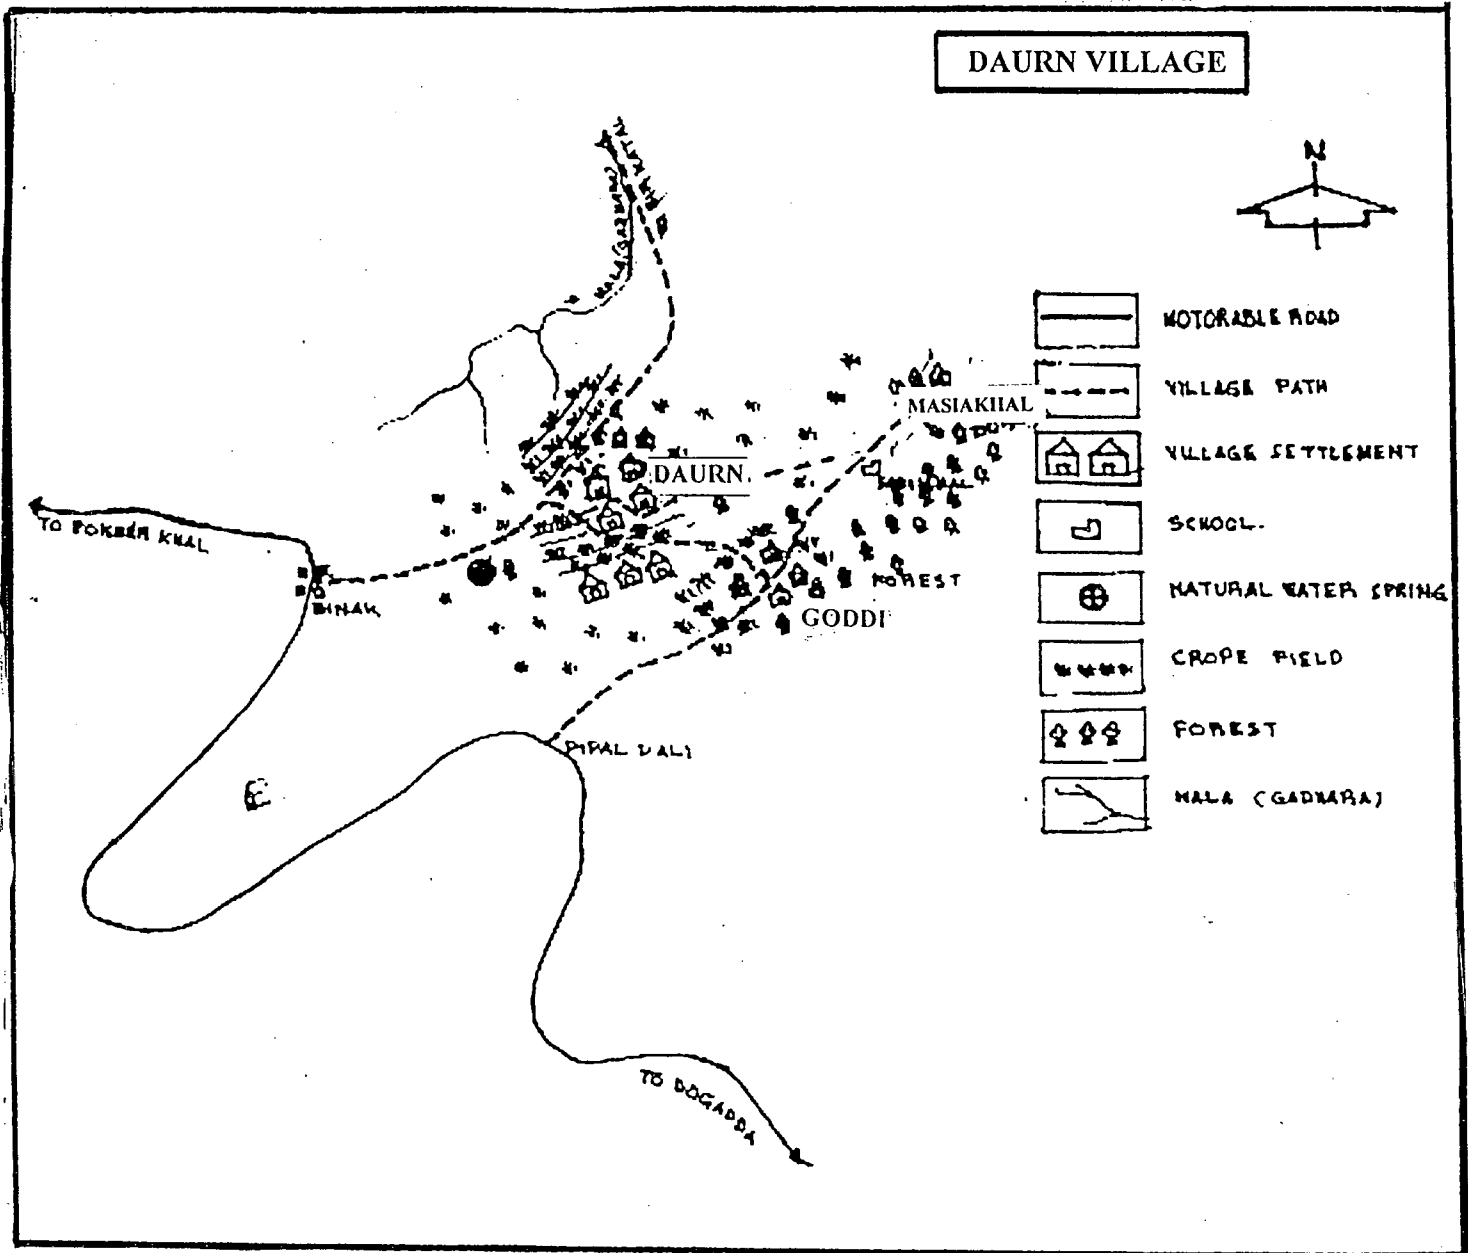 DAURN VILLAGE
N
MOTORABLE ROAD
VILLAGE PATH
MASIAKHAL
VILLAGE SETTLEMENT
DAURN
TO POKHER KHAL
SCHOOL.
FOREST
NATURAL WATER SPRING
BINAK
GODDI
CROPE FIELD
FOREST
PIPAL DALI
NALA (GADHARA)
TO DOGADDA